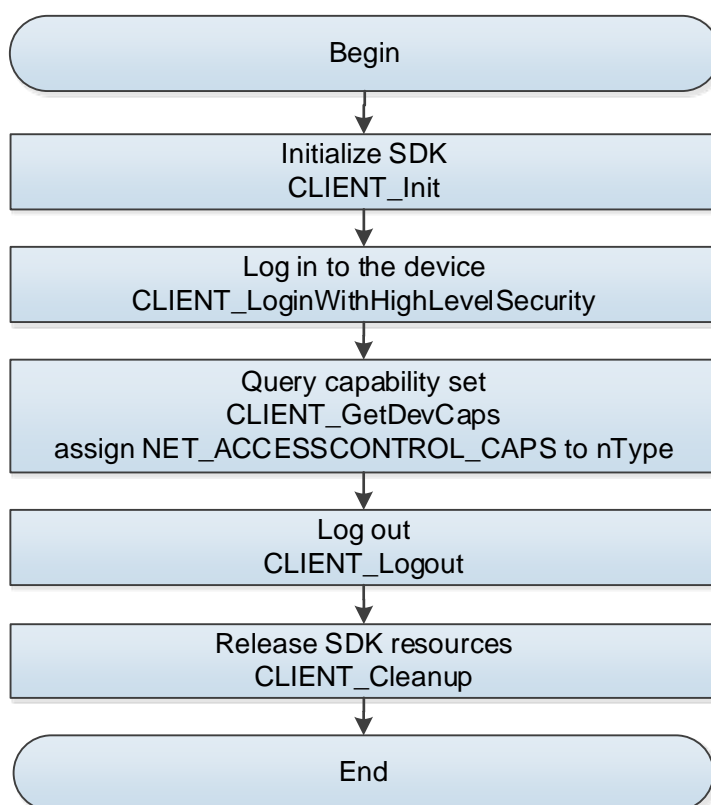 Begin
Initialize SDK
CLIENT_Init
Log in to the device
CLIENT_LoginWithHighLevelSecurity
Query capability set
CLIENT_GetDevCaps
assign NET_ACCESSCONTROL_CAPS to nType
Log out
CLIENT_Logout
Release SDK resources
CLIENT_Cleanup
End